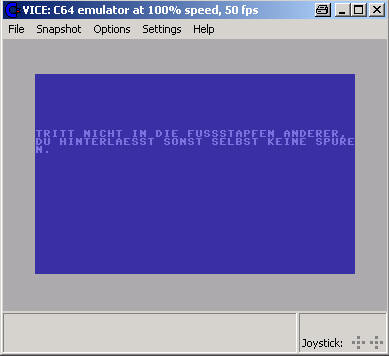 VICE: C64 emulator at 100% speed, 50 fps
File Snapshot Options Settings Help
TRITT NICHT IN DIE FUSSSTAPFEN ANDERER,
DU HINTERLAESST SONST SELBST KEINE SPURE
N.
Joystick: